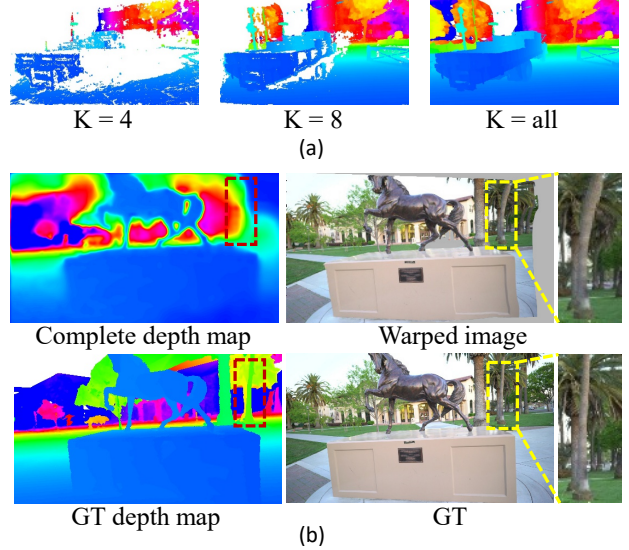 K = 4 K = 8 K = all
(a)
Complete depth map Warped image
GT depth map GT
(b)